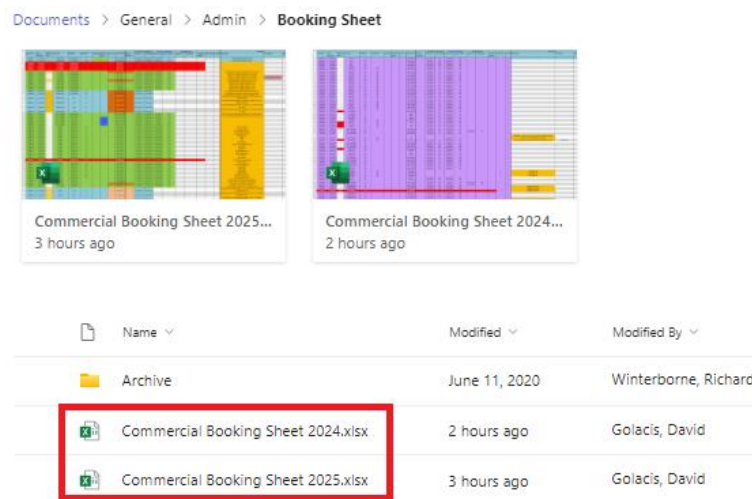 Documents > General > Admin > Booking Sheet
Commercial Booking Sheet 2025...
3 hours ago
Commercial Booking Sheet 2024...
2 hours ago
Name Modified Modified By
Archive June 11, 2020 Winterborne, Richard
Commercial Booking Sheet 2024.xlsx 2 hours ago Golacis, David
Commercial Booking Sheet 2025.xlsx 3 hours ago Golacis, David